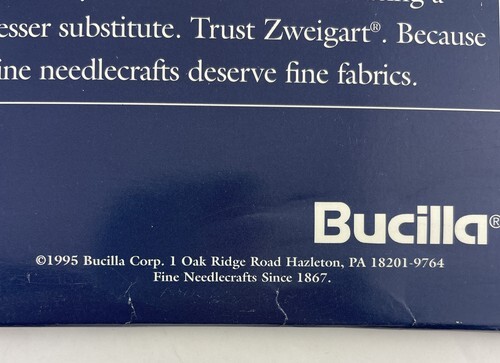 esser substitute. Trust Zweigart®. Because
ine needlecrafts deserve fine fabrics.
Bucilla®
©1995 Bucilla Corp. 1 Oak Ridge Road Hazleton, PA 18201-9764
Fine Needlecrafts Since 1867.